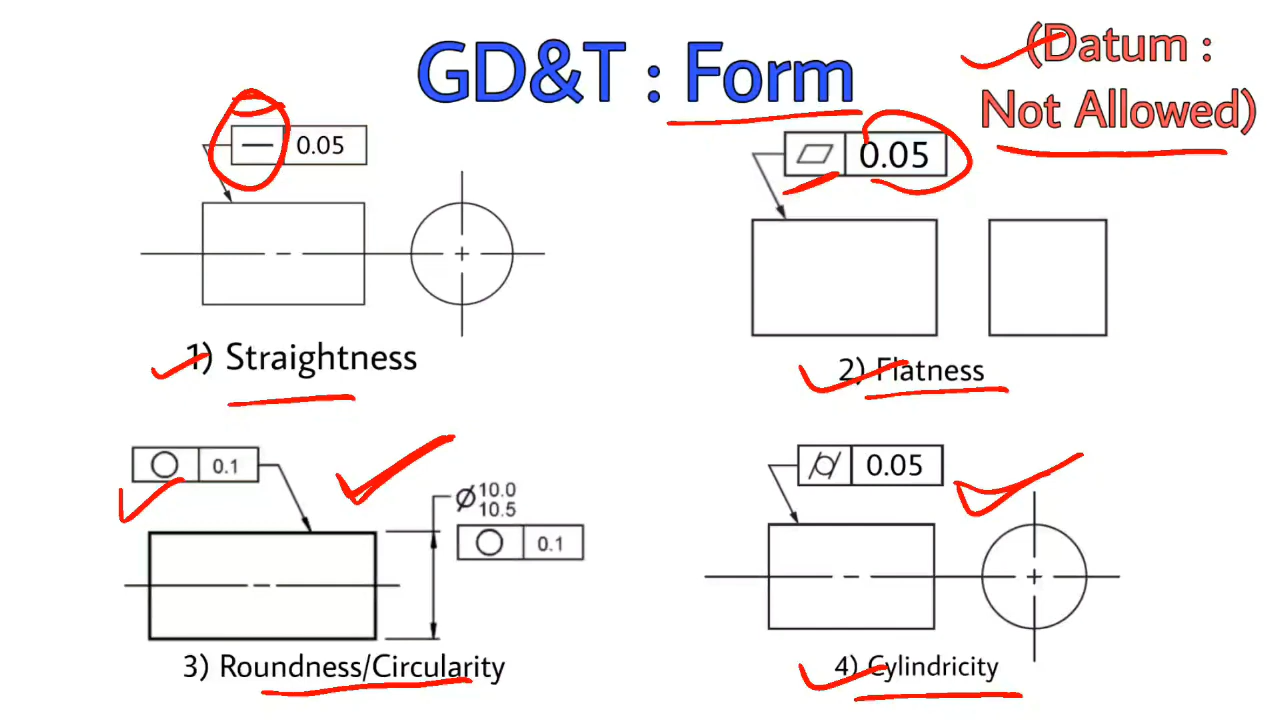 GD&T : Form
(Datum :
Not Allowed)
— 0.05
⏥ 0.05
1) Straightness
2) Flatness
○ 0.1
⌀ 10.0
10.5
○ 0.1
⌭ 0.05
3) Roundness/Circularity
4) Cylindricity